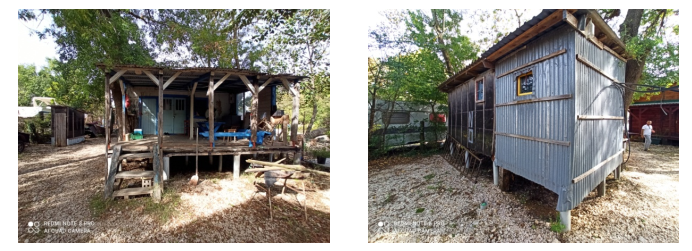 REDMI NOTE 8 PRO
AI QUAD CAMERA
REDMI NOTE 8 PRO
AI QUAD CAMERA